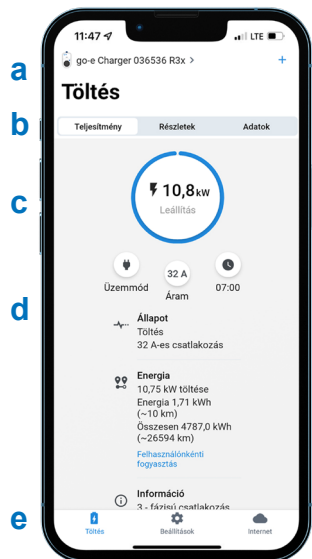 11:47 LTE
a
go-e Charger 036536 R3x > +
Töltés
b
Teljesítmény Részletek Adatok
c
10,8 kW
Leállítás
32 A
Üzemmód Áram 07:00
d
Állapot
Töltés
32 A-es csatlakozás
Energia
10,75 kW töltése
Energia 1,71 kWh
(~10 km)
Összesen 4787,0 kWh
(~26594 km)
Felhasználónkénti
fogyasztás
Információ
3 - fázisú csatlakozás
e
Töltés Beállítások Internet